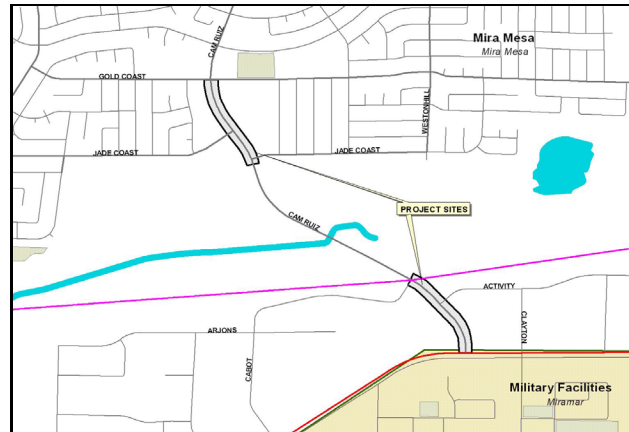 CAM RUIZ
Mira Mesa
Mira Mesa
GOLD COAST
WESTONHILL
JADE COAST
JADE COAST
PROJECT SITES
CAM RUIZ
ACTIVITY
CLAYTON
ARJONS
CABOT
Military Facilities
Miramar